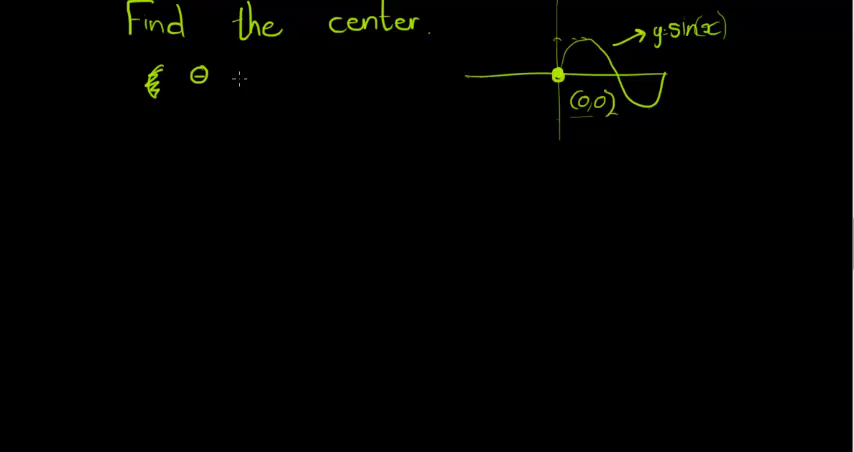 Find the center.
y=sin(x)
⊖
(0,0)